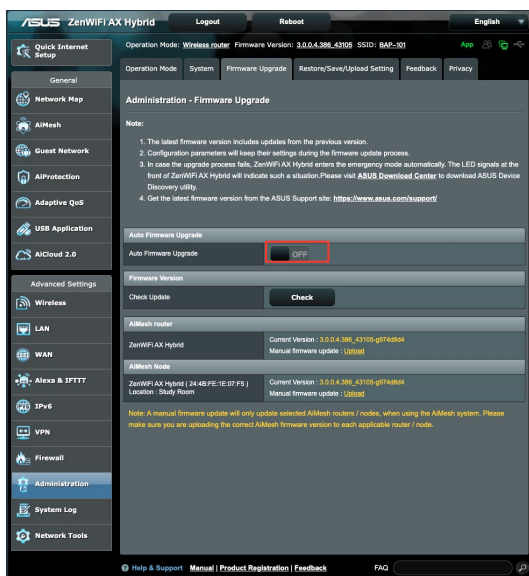 ASUS ZenWiFi AX Hybrid Logout Reboot English
Quick Internet Setup
Operation Mode: Wireless router Firmware Version: 3.0.0.4.386_43105 SSID: BAP-101 App
Operation Mode System Firmware Upgrade Restore/Save/Upload Setting Feedback Privacy
General
Network Map
AiMesh
Guest Network
AiProtection
Adaptive QoS
USB Application
AiCloud 2.0
Advanced Settings
Wireless
LAN
WAN
Alexa & IFTTT
IPv6
VPN
Firewall
Administration
System Log
Network Tools
Administration - Firmware Upgrade
Note:
1. The latest firmware version includes updates from the previous version.
2. Configuration parameters will keep their settings during the firmware update process.
3. In case the upgrade process fails, ZenWiFi AX Hybrid enters the emergency mode automatically. The LED signals at the
front of ZenWiFi AX Hybrid will indicate such a situation.Please visit ASUS Download Center to download ASUS Device
Discovery utility.
4. Get the latest firmware version from the ASUS Support site: https://www.asus.com/support/
Auto Firmware Upgrade
Auto Firmware Upgrade OFF
Firmware Version
Check Update Check
AiMesh router
ZenWiFi AX Hybrid
Current Version : 3.0.0.4.386_43105-g974d8d4
Manual firmware update : Upload
AiMesh Node
ZenWiFi AX Hybrid ( 24:4B:FE:1E:07:F5 )
Location : Study Room
Current Version : 3.0.0.4.386_43105-g974d8d4
Manual firmware update : Upload
Note: A manual firmware update will only update selected AiMesh routers / nodes, when using the AiMesh system. Please
make sure you are uploading the correct AiMesh firmware version to each applicable router / node.
Help & Support Manual | Product Registration | Feedback FAQ